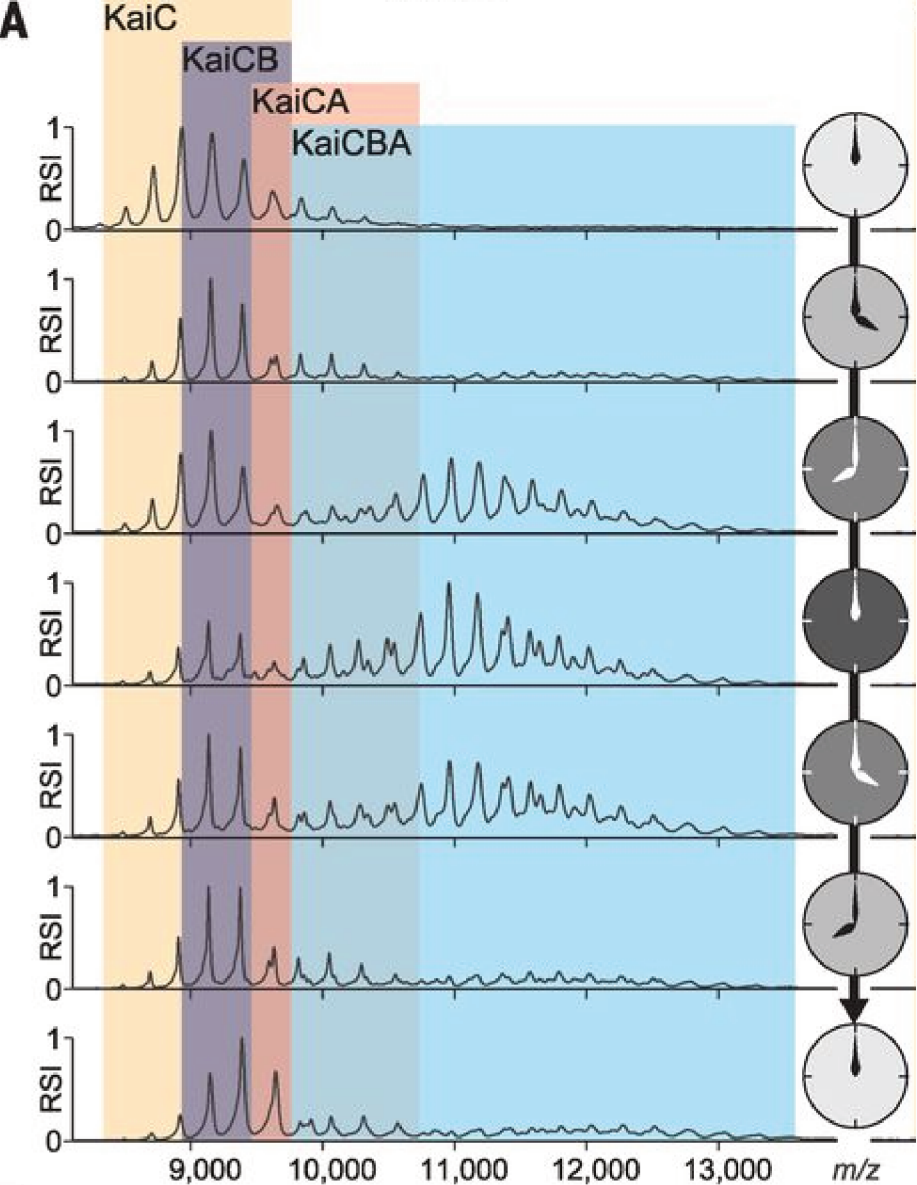 A
KaiC
KaiCB
KaiCA
KaiCBA
1
RSI
0
1
RSI
0
1
RSI
0
1
RSI
0
1
RSI
0
1
RSI
0
1
RSI
0
9,000 10,000 11,000 12,000 13,000 m/z